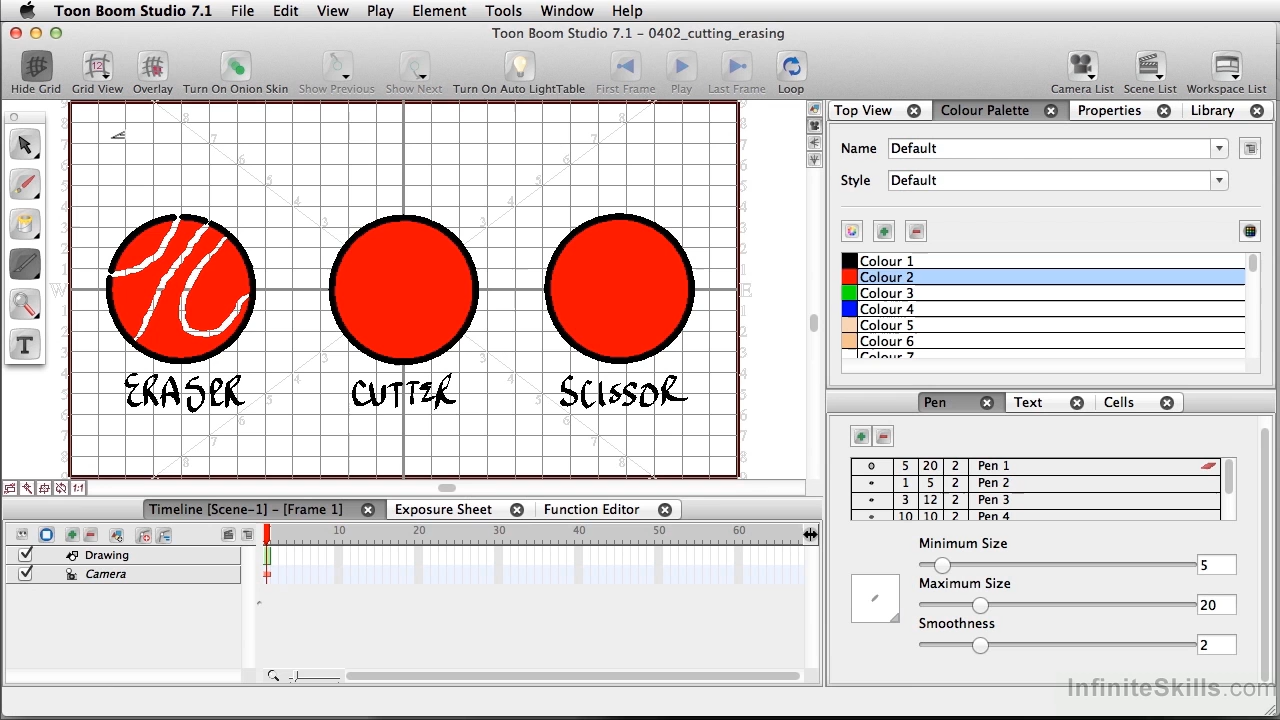 Toon Boom Studio 7.1 File Edit View Play Element Tools Window Help
Toon Boom Studio 7.1 - 0402_cutting_erasing
Hide Grid Grid View Overlay Turn On Onion Skin Show Previous Show Next Turn On Auto LightTable First Frame Play Last Frame Loop Camera List Scene List Workspace List
Top View Colour Palette Properties Library
Name Default
Style Default
Colour 1
Colour 2
Colour 3
Colour 4
Colour 5
Colour 6
Colour 7
W E
ERASER CUTTER SCISSOR
Pen Text Cells
5 20 2 Pen 1
1 5 2 Pen 2
3 12 2 Pen 3
10 10 2 Pen 4
Minimum Size
5
Maximum Size
20
Smoothness
2
1:1
Timeline [Scene-1] - [Frame 1] Exposure Sheet Function Editor
10 20 30 40 50 60
Drawing
Camera
InfiniteSkills.com